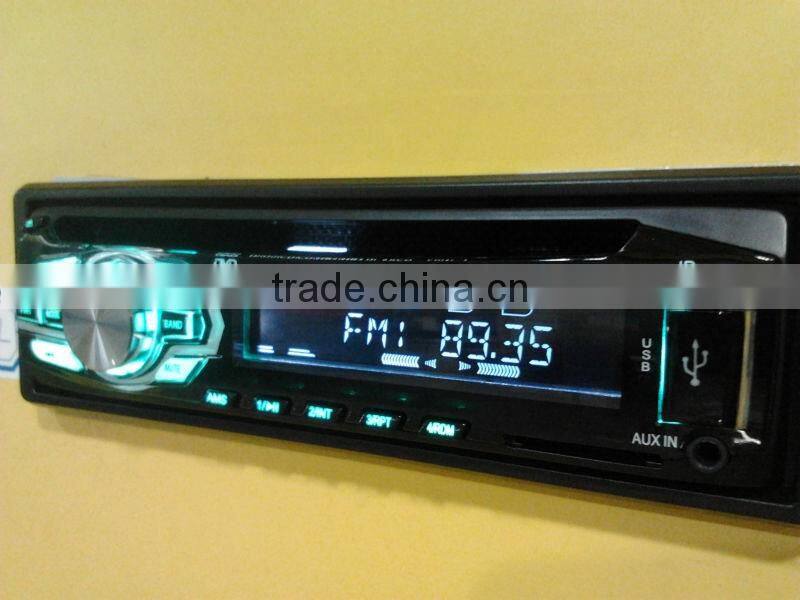 trade.china.cn
FM1 89.35
USB
BAND
MUTE
AMS
1/▶II
2/INT
3/RPT
4/RDM
AUX IN